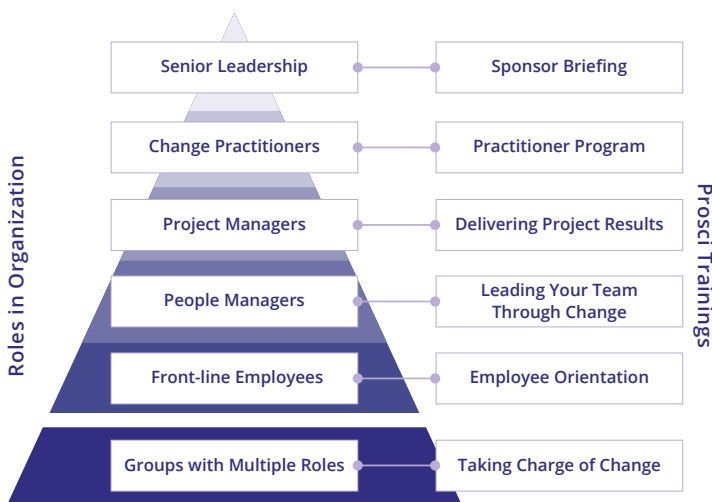 Senior Leadership
Sponsor Briefing
Change Practitioners
Practitioner Program
Project Managers
Delivering Project Results
People Managers
Leading Your Team
Through Change
Front-line Employees
Employee Orientation
Groups with Multiple Roles
Taking Charge of Change
Roles in Organization
Prosci Trainings